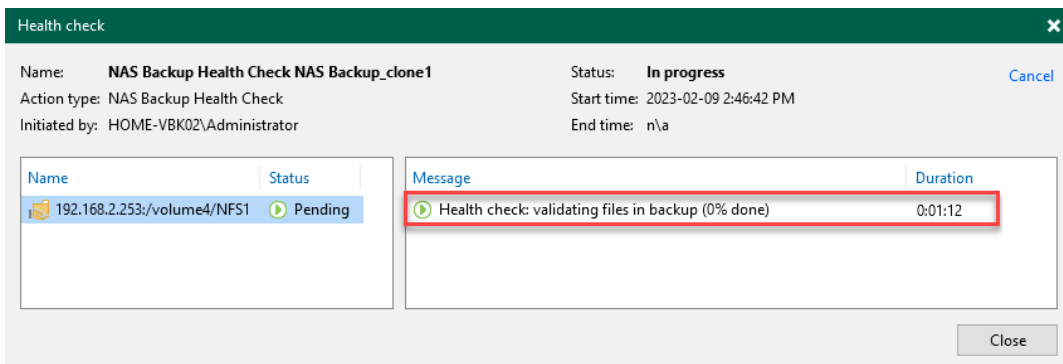 Health check
Name: NAS Backup Health Check NAS Backup_clone1
Status: In progress
Cancel
Action type: NAS Backup Health Check
Start time: 2023-02-09 2:46:42 PM
Initiated by: HOME-VBK02\Administrator
End time: n\a
Name Status
192.168.2.253:/volume4/NFS1 Pending
Message Duration
Health check: validating files in backup (0% done) 0:01:12
Close